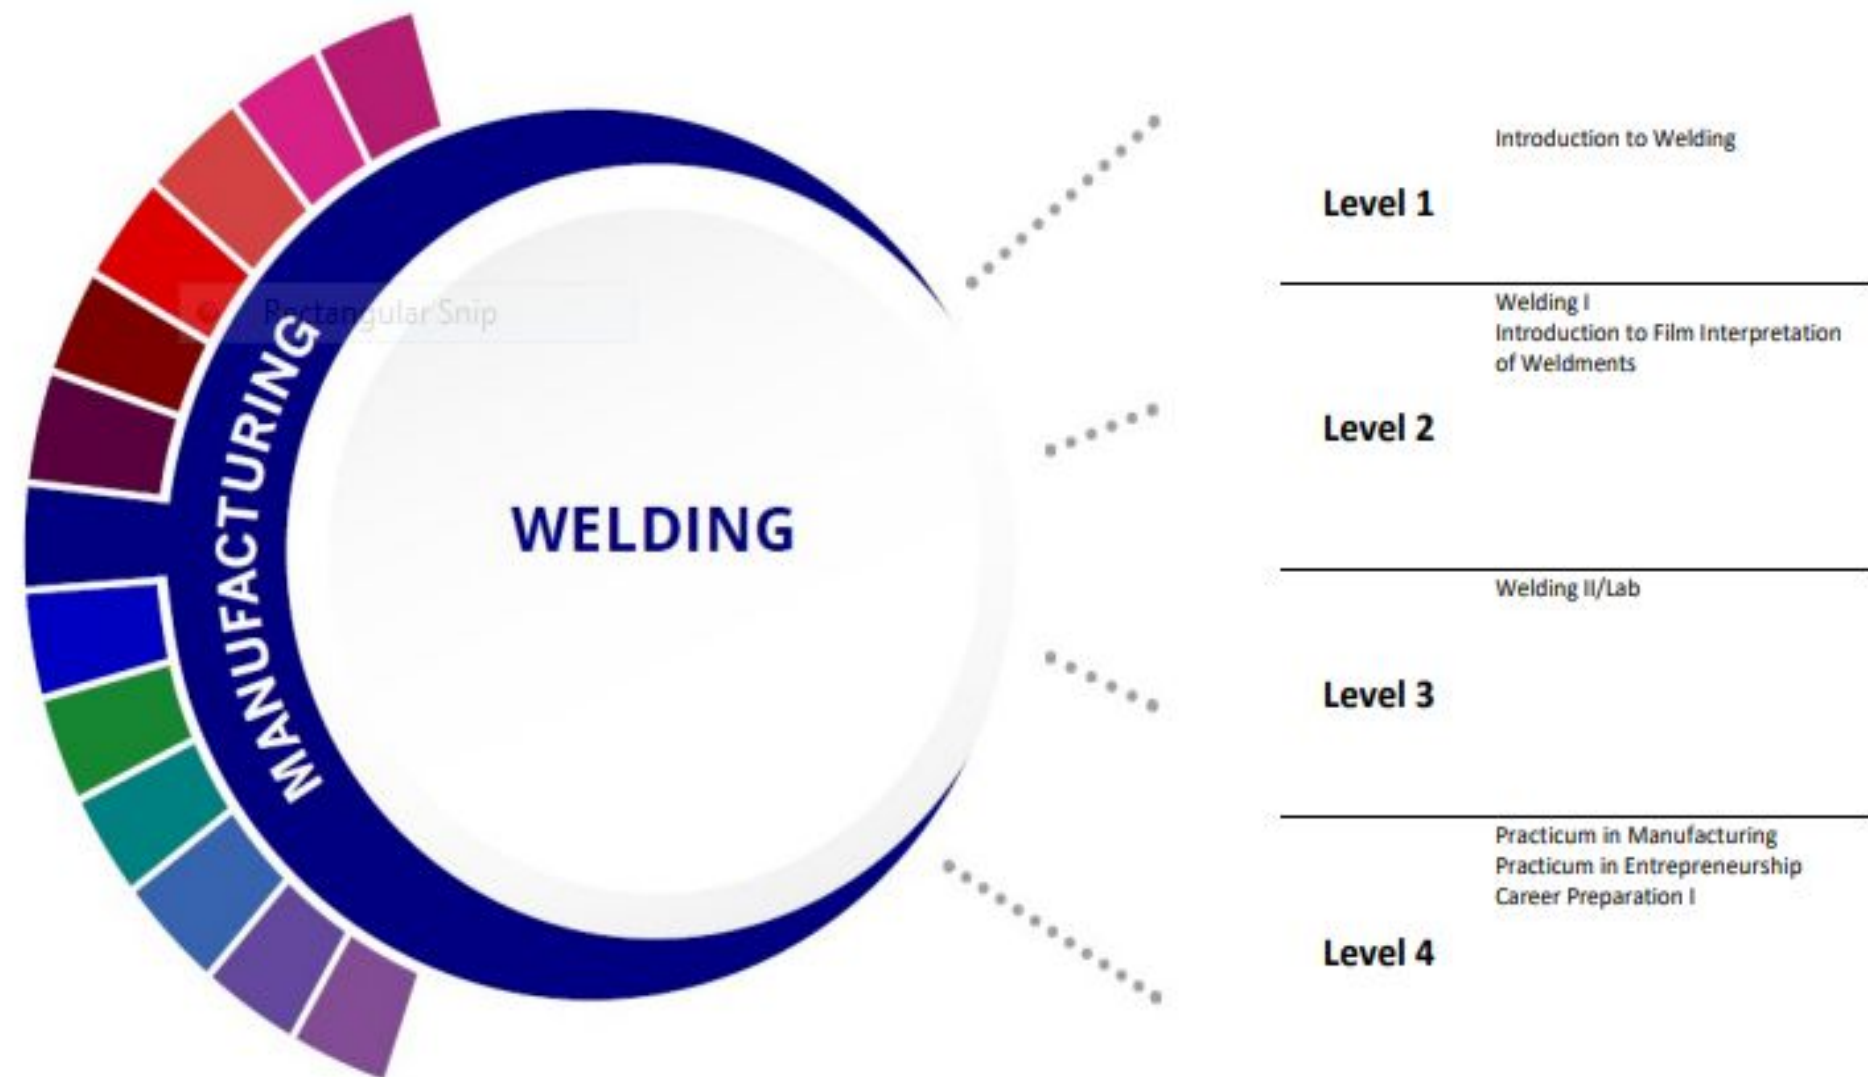 MANUFACTURING
Rectangular Snip
WELDING
Level 1
Introduction to Welding
Level 2
Welding I
Introduction to Film Interpretation
of Weldments
Level 3
Welding II/Lab
Level 4
Practicum in Manufacturing
Practicum in Entrepreneurship
Career Preparation I